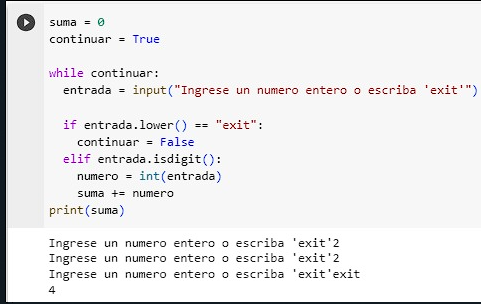 suma = 0
continuar = True
while continuar:
entrada = input("Ingrese un numero entero o escriba 'exit'")
if entrada.lower() == "exit":
continuar = False
elif entrada.isdigit():
numero = int(entrada)
suma += numero
print(suma)
Ingrese un numero entero o escriba 'exit'2
Ingrese un numero entero o escriba 'exit'2
Ingrese un numero entero o escriba 'exit'exit
4